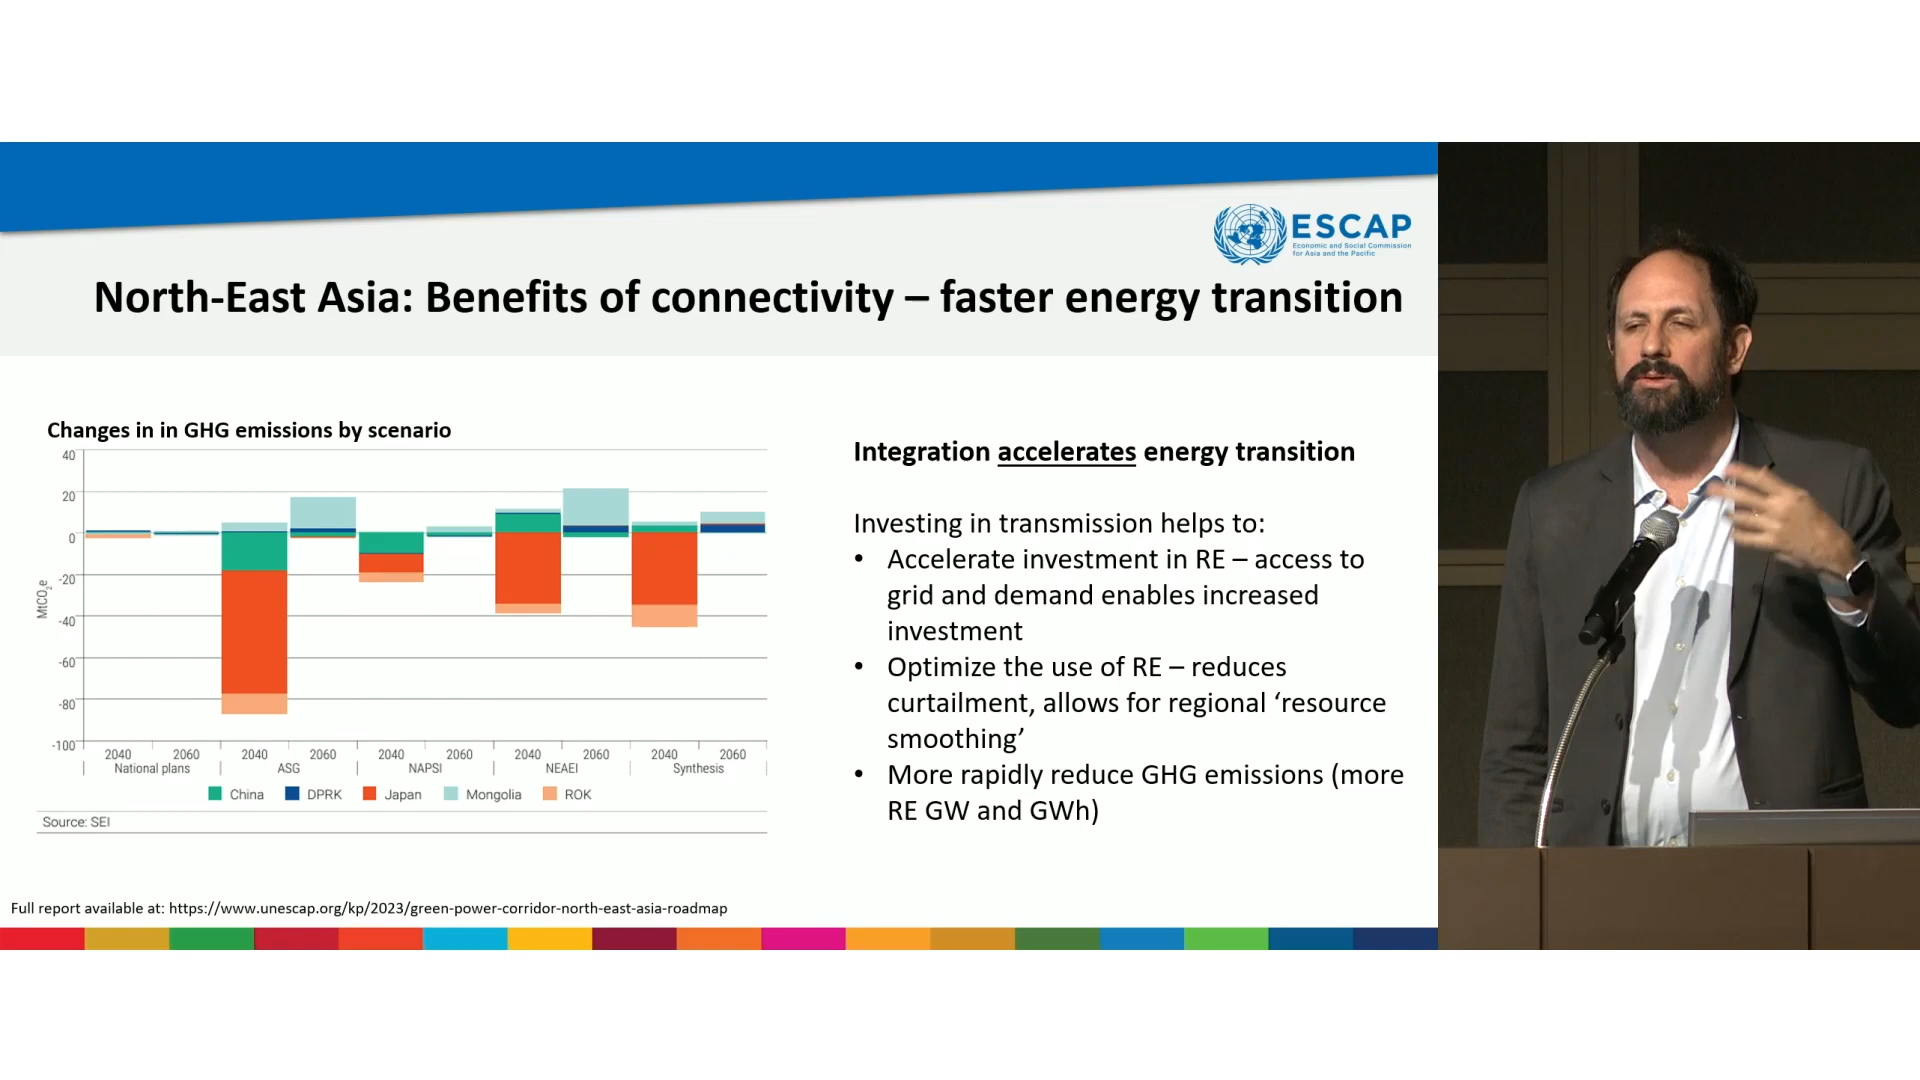 ESCAP
Economic and Social Commission
for Asia and the Pacific
North-East Asia: Benefits of connectivity – faster energy transition
Changes in in GHG emissions by scenario
40
20
0
-20
-40
-60
-80
-100
MtCO2e
2040 2060 2040 2060 2040 2060 2040 2060 2040 2060
National plans ASG NAPSI NEAEI Synthesis
China DPRK Japan Mongolia ROK
Source: SEI
Integration accelerates energy transition
Investing in transmission helps to:
• Accelerate investment in RE – access to
grid and demand enables increased
investment
• Optimize the use of RE – reduces
curtailment, allows for regional ‘resource
smoothing’
• More rapidly reduce GHG emissions (more
RE GW and GWh)
Full report available at: https://www.unescap.org/kp/2023/green-power-corridor-north-east-asia-roadmap